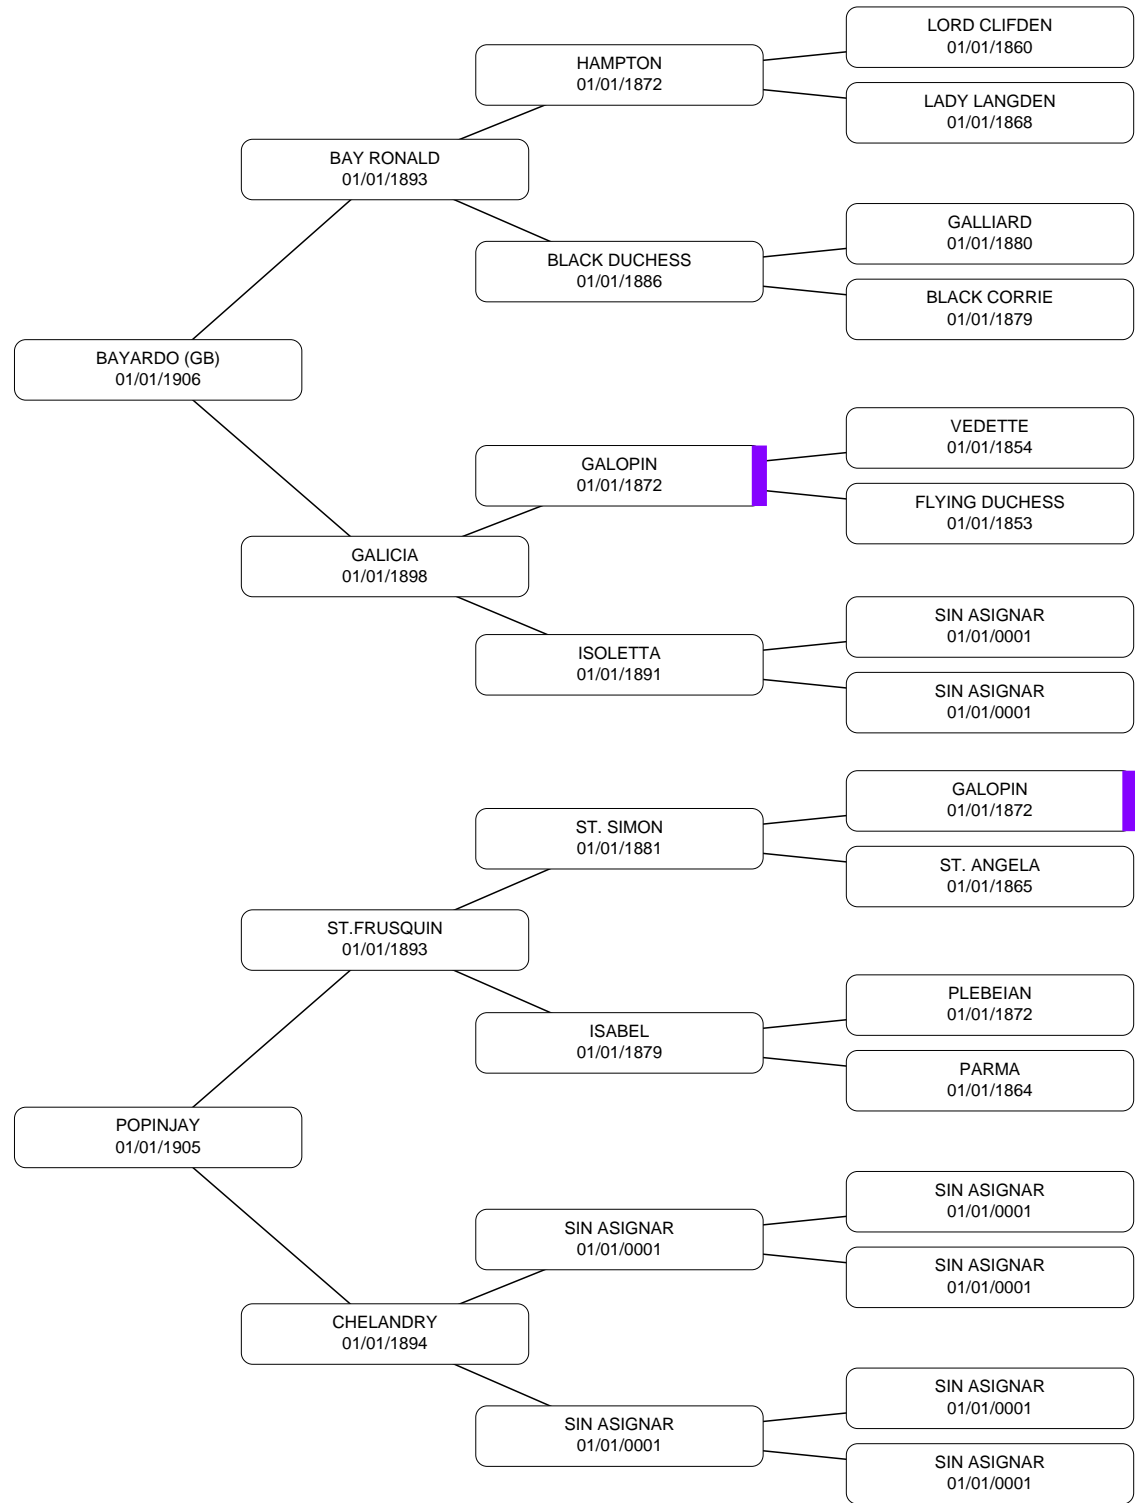 LORD CLIFDEN
01/01/1860
HAMPTON
01/01/1872
LADY LANGDEN
01/01/1868
BAY RONALD
01/01/1893
GALLIARD
01/01/1880
BLACK DUCHESS
01/01/1886
BLACK CORRIE
01/01/1879
BAYARDO (GB)
01/01/1906
VEDETTE
01/01/1854
GALOPIN
01/01/1872
FLYING DUCHESS
01/01/1853
GALICIA
01/01/1898
SIN ASIGNAR
01/01/0001
ISOLETTA
01/01/1891
SIN ASIGNAR
01/01/0001
GALOPIN
01/01/1872
ST. SIMON
01/01/1881
ST. ANGELA
01/01/1865
ST.FRUSQUIN
01/01/1893
PLEBEIAN
01/01/1872
ISABEL
01/01/1879
PARMA
01/01/1864
POPINJAY
01/01/1905
SIN ASIGNAR
01/01/0001
SIN ASIGNAR
01/01/0001
SIN ASIGNAR
01/01/0001
CHELANDRY
01/01/1894
SIN ASIGNAR
01/01/0001
SIN ASIGNAR
01/01/0001
SIN ASIGNAR
01/01/0001